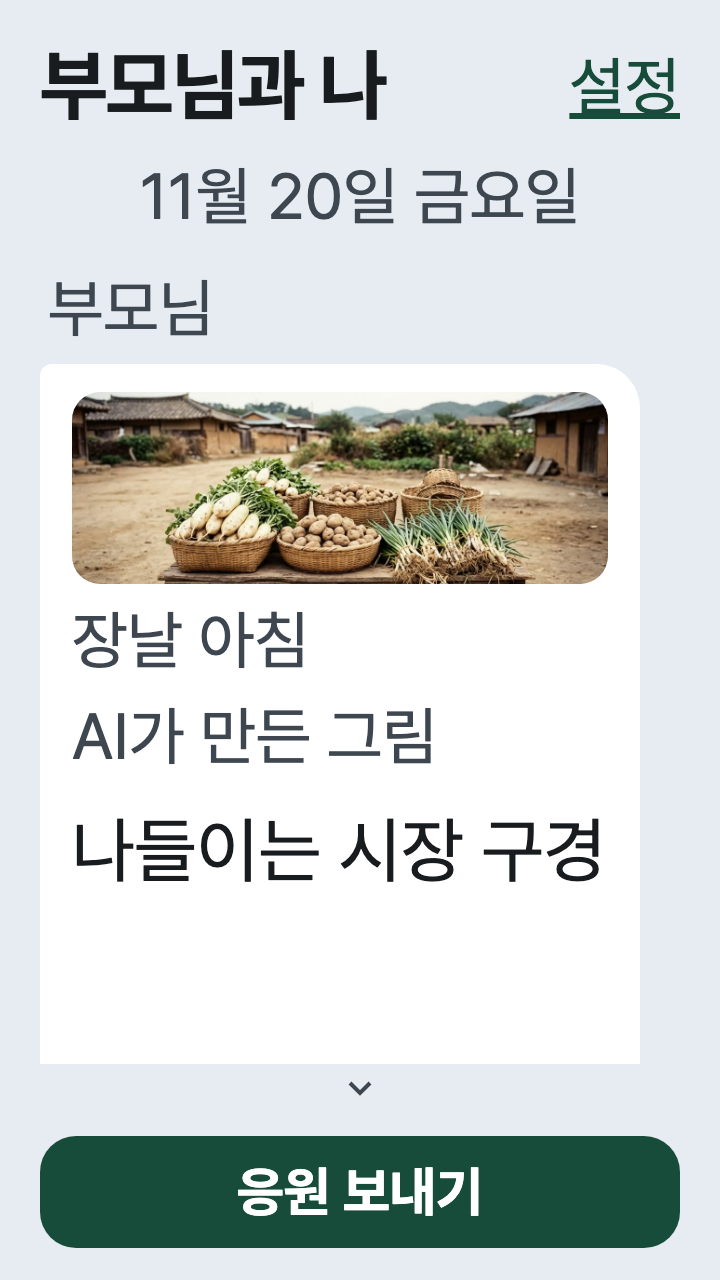 부모님과 나
설정
11월 20일 금요일
부모님
장날 아침
AI가 만든 그림
나들이는 시장 구경
응원 보내기